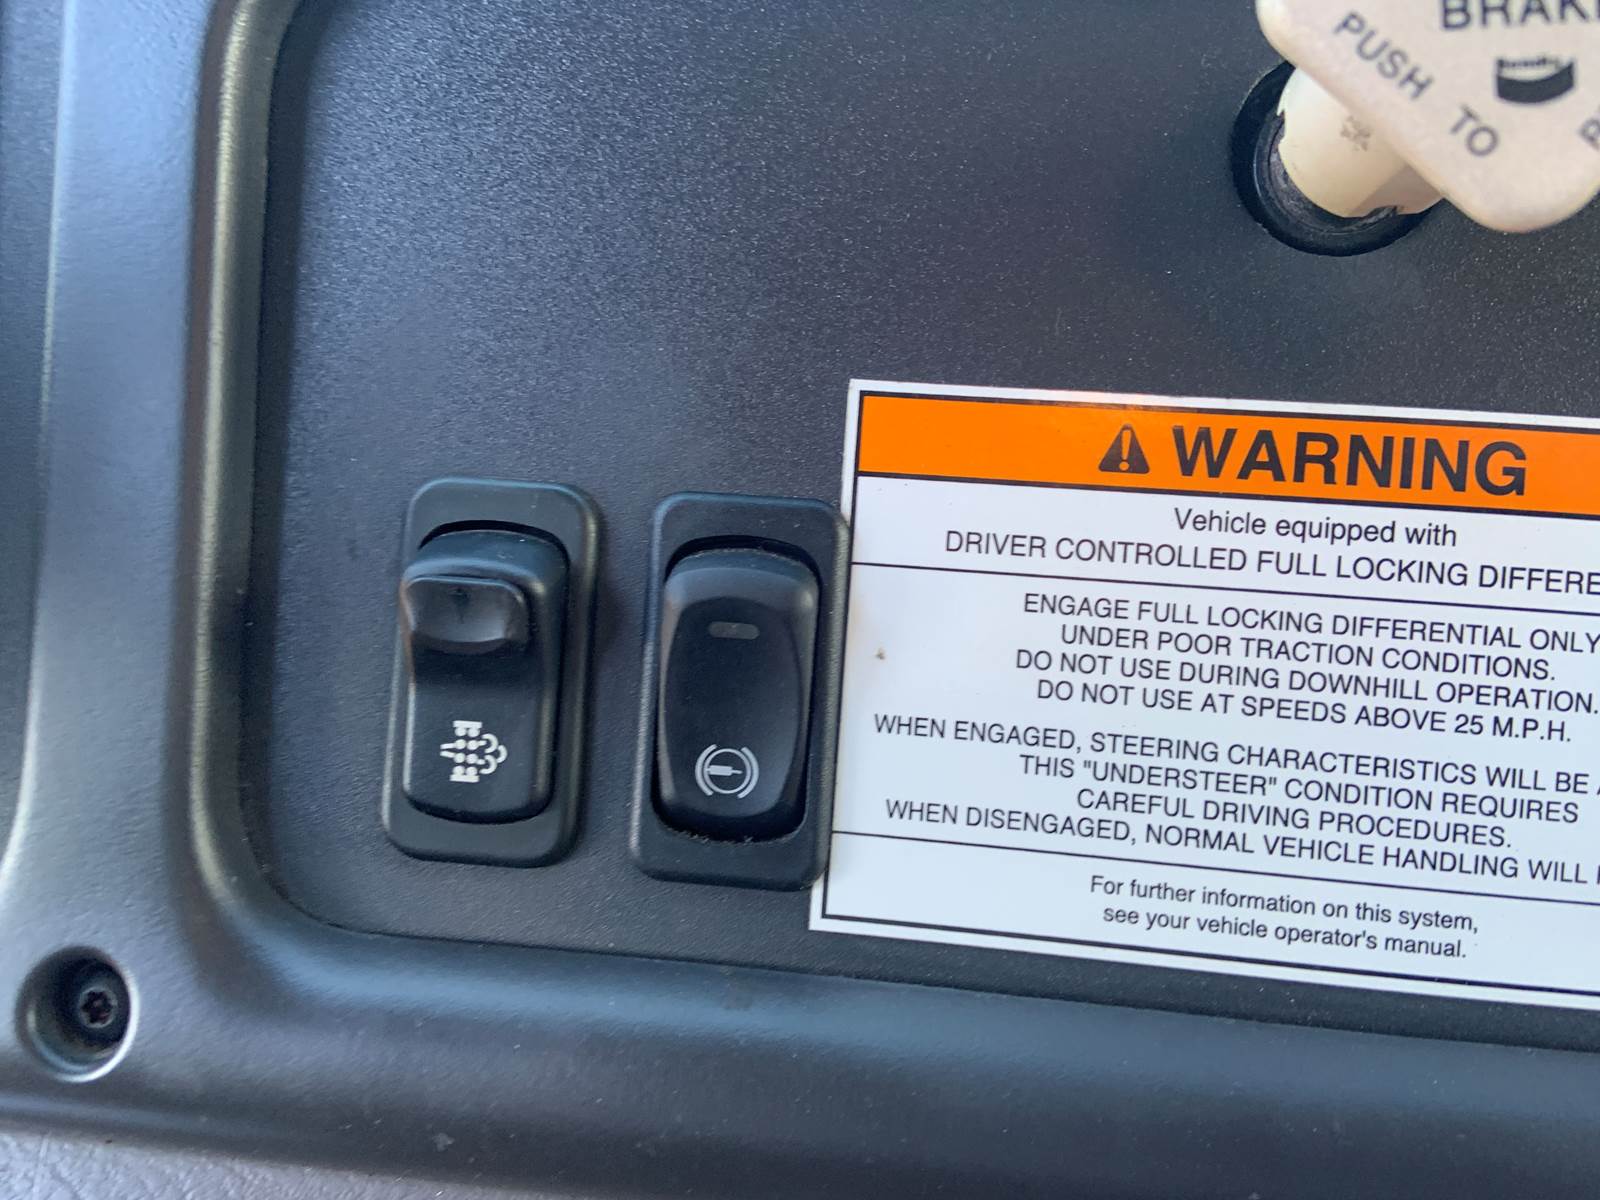 BRAKE
PUSH TO
Bendix
WARNING
Vehicle equipped with
DRIVER CONTROLLED FULL LOCKING
ENGAGE FULL LOCKING DIFFERENTIAL ONLY
UNDER POOR TRACTION CONDITIONS.
DO NOT USE DURING DOWNHILL OPERATION.
DO NOT USE AT SPEEDS ABOVE 25 M.P.H.
WHEN ENGAGED, STEERING CHARACTERISTICS WILL BE
THIS "UNDERSTEER" CONDITION REQUIRES
CAREFUL DRIVING PROCEDURES.
WHEN DISENGAGED, NORMAL VEHICLE HANDLING WILL
For further information on this system,
see your vehicle operator's manual.